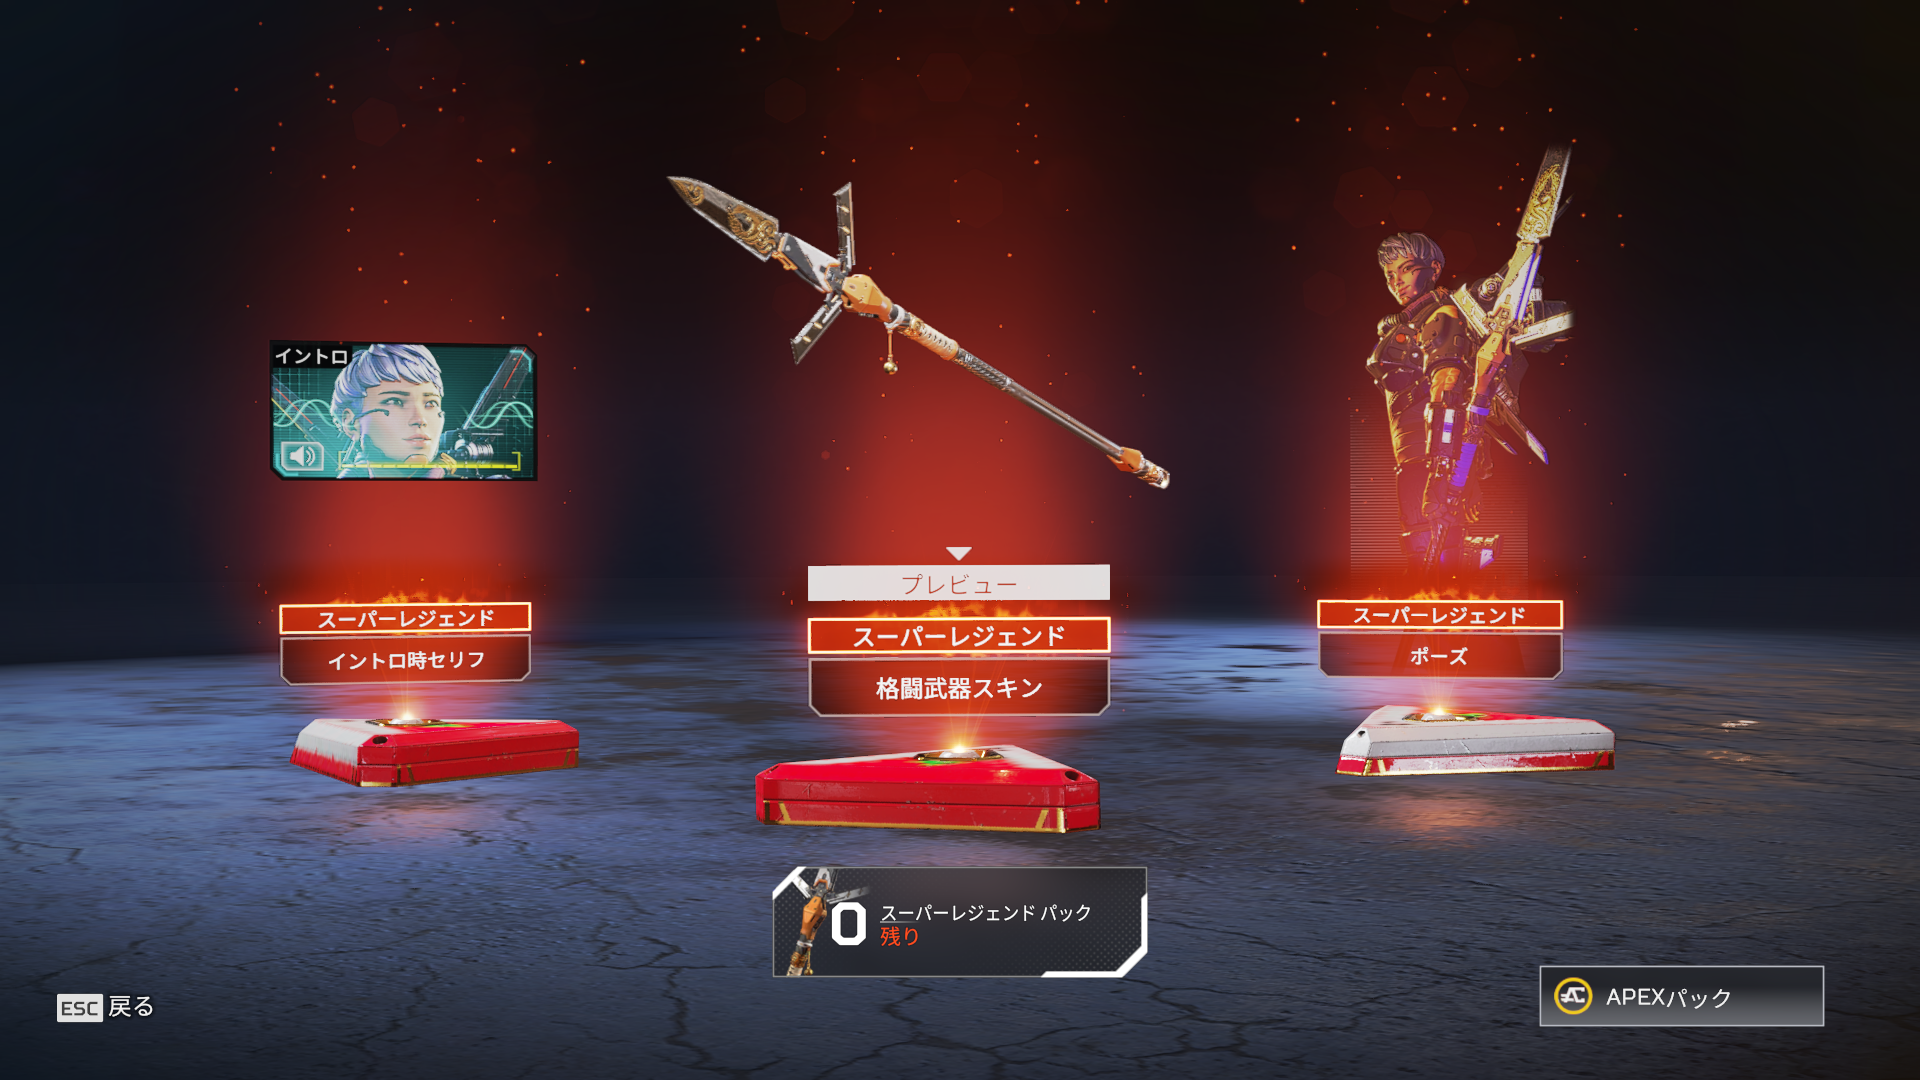 イントロ
スーパーレジェンド
イントロ時セリフ
プレビュー
スーパーレジェンド
格闘武器スキン
スーパーレジェンド
ポーズ
0
スーパーレジェンド パック
残り
ESC 戻る
APEXパック